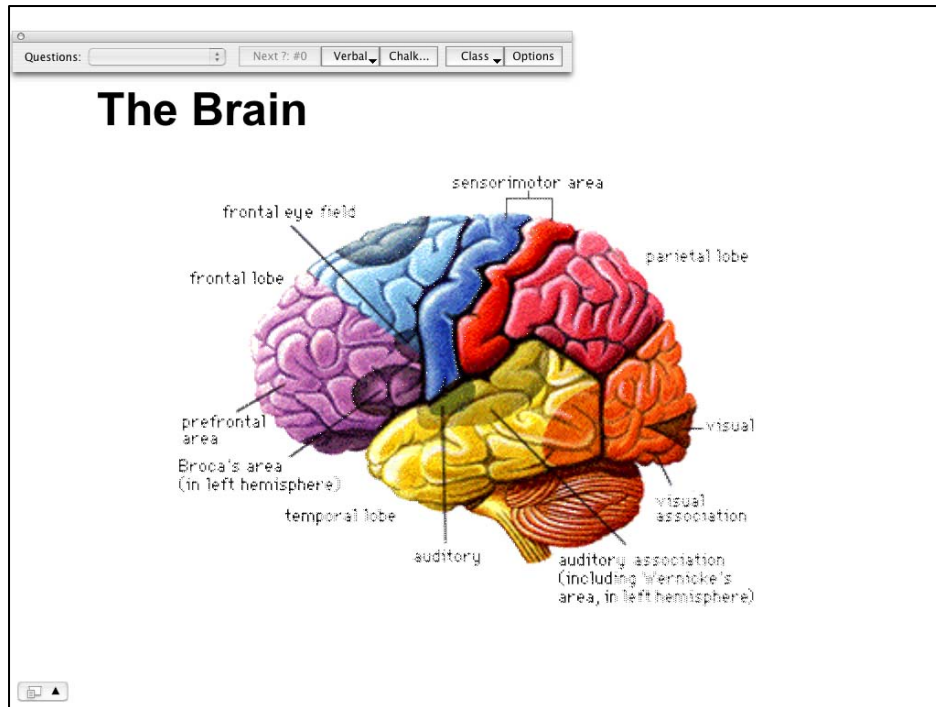 Questions:
Next ?: #0
Verbal
Chalk...
Class
Options
The Brain
sensorimotor area
frontal eye field
parietal lobe
frontal lobe
prefrontal
area
visual
Broca's area
(in left hemisphere)
visual
association
temporal lobe
auditory
auditory association
(including Wernicke's
area, in left hemisphere)